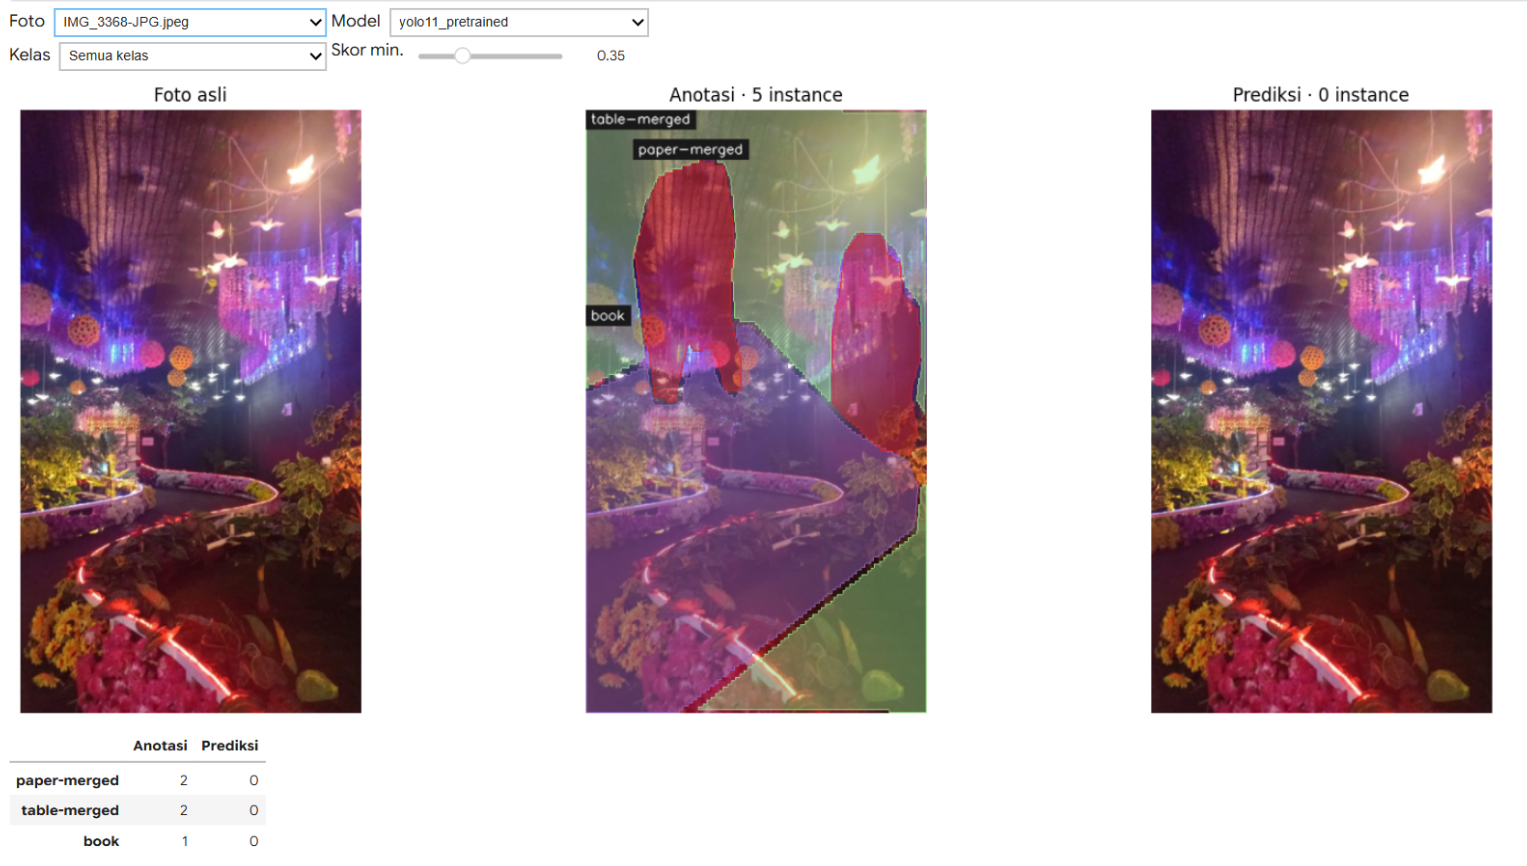 Foto IMG_3368-JPG.jpeg Model yolo11_pretrained
Kelas Semua kelas Skor min. 0.35
Foto asli
Anotasi · 5 instance
Prediksi · 0 instance
table-merged
paper-merged
book
Anotasi Prediksi
paper-merged 2 0
table-merged 2 0
book 1 0